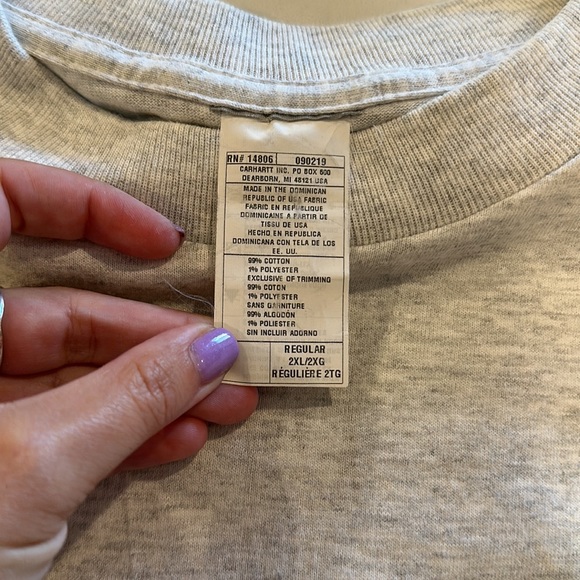 RN# 14806 090219
CARHARTT INC. PO BOX 600
DEARBORN, MI 48121 USA
MADE IN THE DOMINICAN
REPUBLIC OF USA FABRIC
FABRIC EN REPUBLIQUE
DOMINICAINE A PARTIR DE
TISSU DE USA
HECHO EN REPUBLICA
DOMINICANA CON TELA DE LOS
EE. UU.
99% COTTON
1% POLYESTER
EXCLUSIVE OF TRIMMING
99% COTON
1% POLYESTER
SANS GARNITURE
99% ALGODON
1% POLIESTER
SIN INCLUIR ADORNO
REGULAR
2XL/2XG
RÉGULIÈRE 2TG